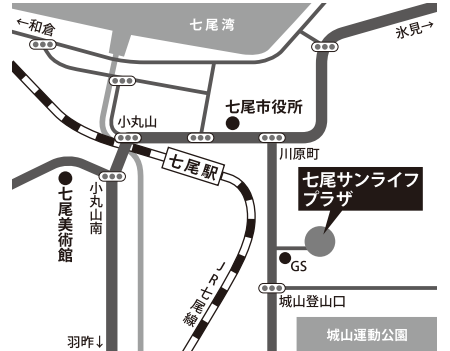 ←和倉
七尾湾
氷見→
七尾市役所
小丸山
川原町
七尾駅
七尾サンライフ
プラザ
小丸山南
七尾美術館
GS
JR七尾線
城山登山口
羽咋↓
城山運動公園